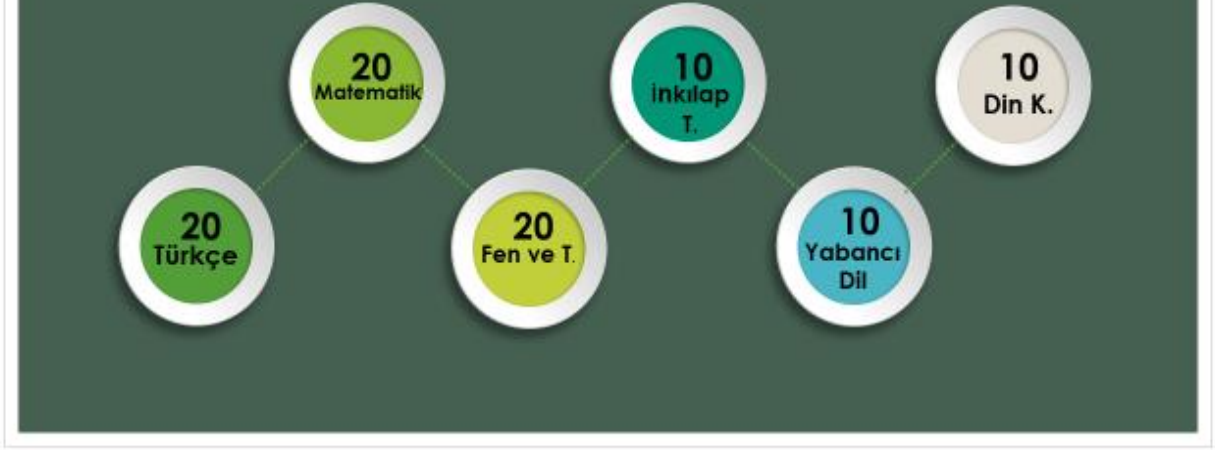 20
Türkçe
20
Matematik
20
Fen ve T.
10
İnkılap
T.
10
Yabancı
Dil
10
Din K.